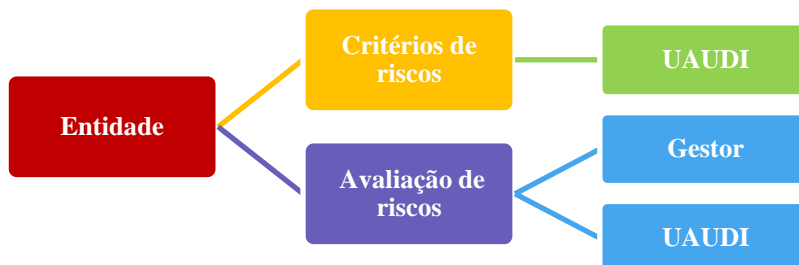 Entidade
Critérios de
riscos
UAUDI
Avaliação de
riscos
Gestor
UAUDI